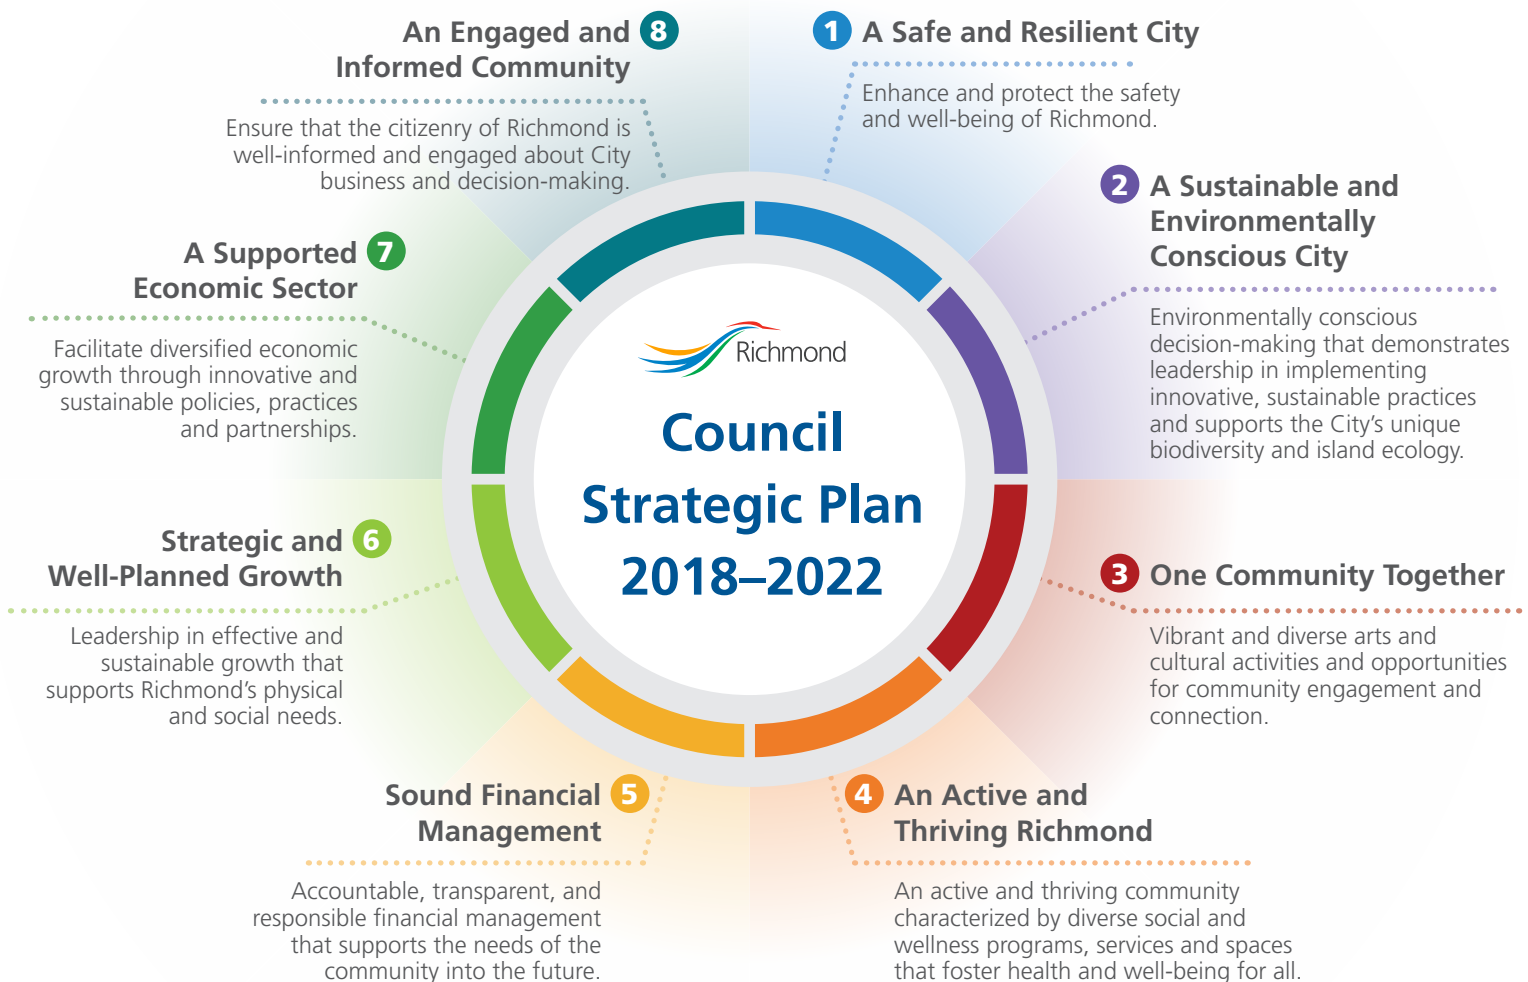 Richmond
Council
Strategic Plan
2018–2022
1 A Safe and Resilient City
Enhance and protect the safety
and well-being of Richmond.
2 A Sustainable and
Environmentally
Conscious City
Environmentally conscious
decision-making that demonstrates
leadership in implementing
innovative, sustainable practices
and supports the City’s unique
biodiversity and island ecology.
3 One Community Together
Vibrant and diverse arts and
cultural activities and opportunities
for community engagement and
connection.
4 An Active and
Thriving Richmond
An active and thriving community
characterized by diverse social and
wellness programs, services and spaces
that foster health and well-being for all.
Sound Financial 5
Management
Accountable, transparent, and
responsible financial management
that supports the needs of the
community into the future.
Strategic and 6
Well-Planned Growth
Leadership in effective and
sustainable growth that
supports Richmond’s physical
and social needs.
A Supported 7
Economic Sector
Facilitate diversified economic
growth through innovative and
sustainable policies, practices
and partnerships.
An Engaged and 8
Informed Community
Ensure that the citizenry of Richmond is
well-informed and engaged about City
business and decision-making.